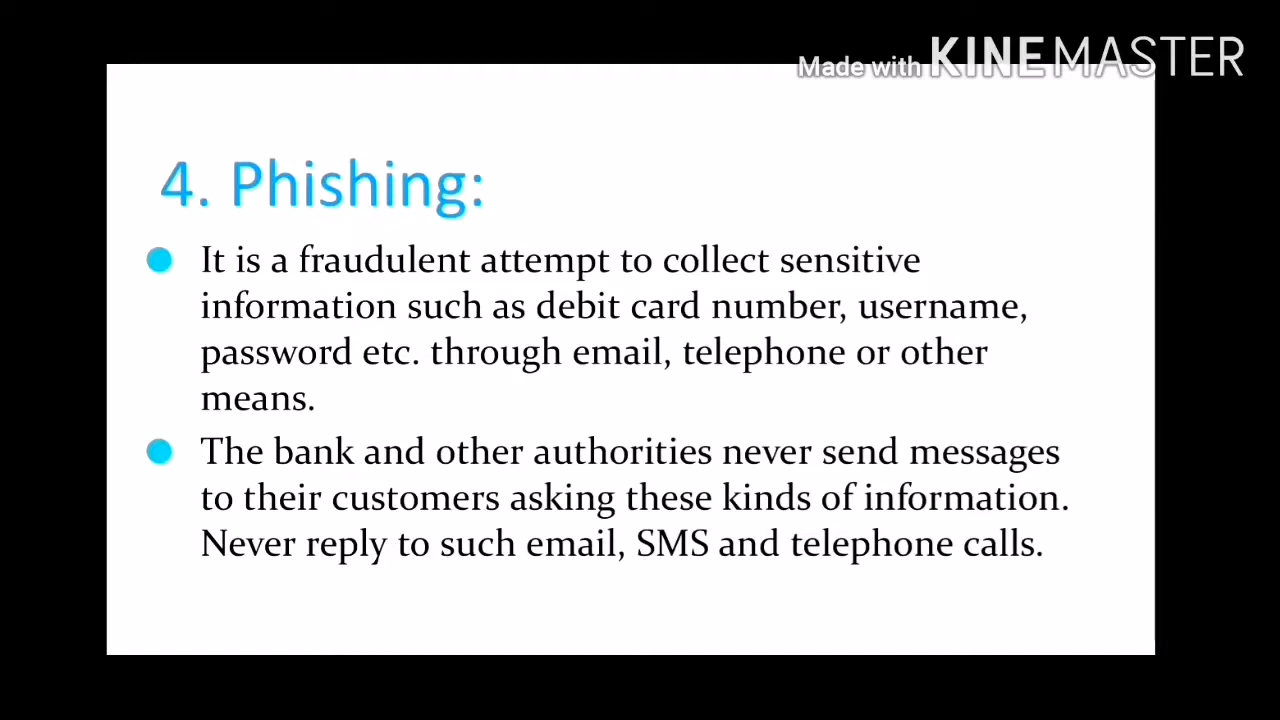 Made with KINEMASTER
4. Phishing:
It is a fraudulent attempt to collect sensitive
information such as debit card number, username,
password etc. through email, telephone or other
means.
The bank and other authorities never send messages
to their customers asking these kinds of information.
Never reply to such email, SMS and telephone calls.